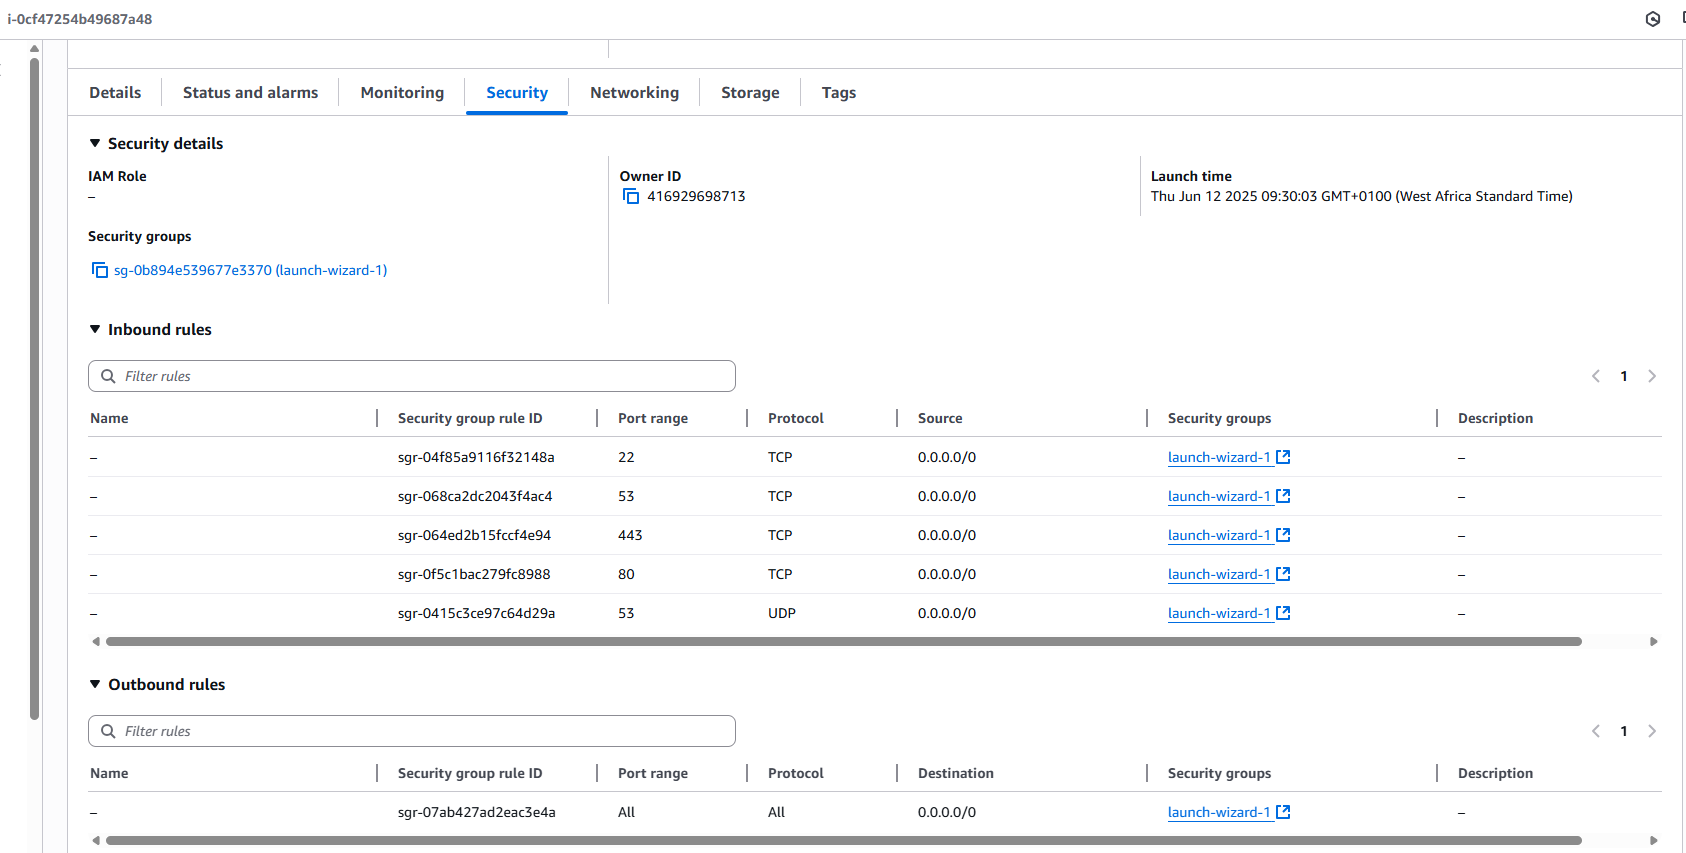 i-0cf47254b49687a48
Details Status and alarms Monitoring Security Networking Storage Tags
Security details
IAM Role Owner ID Launch time
– 416929698713 Thu Jun 12 2025 09:30:03 GMT+0100 (West Africa Standard Time)
Security groups
sg-0b894e539677e3370 (launch-wizard-1)
Inbound rules
Filter rules 1
Name Security group rule ID Port range Protocol Source Security groups Description
– sgr-04f85a9116f32148a 22 TCP 0.0.0.0/0 launch-wizard-1 –
– sgr-068ca2dc2043f4ac4 53 TCP 0.0.0.0/0 launch-wizard-1 –
– sgr-064ed2b15fccf4e94 443 TCP 0.0.0.0/0 launch-wizard-1 –
– sgr-0f5c1bac279fc8988 80 TCP 0.0.0.0/0 launch-wizard-1 –
– sgr-0415c3ce97c64d29a 53 UDP 0.0.0.0/0 launch-wizard-1 –
Outbound rules
Filter rules 1
Name Security group rule ID Port range Protocol Destination Security groups Description
– sgr-07ab427ad2eac3e4a All All 0.0.0.0/0 launch-wizard-1 –